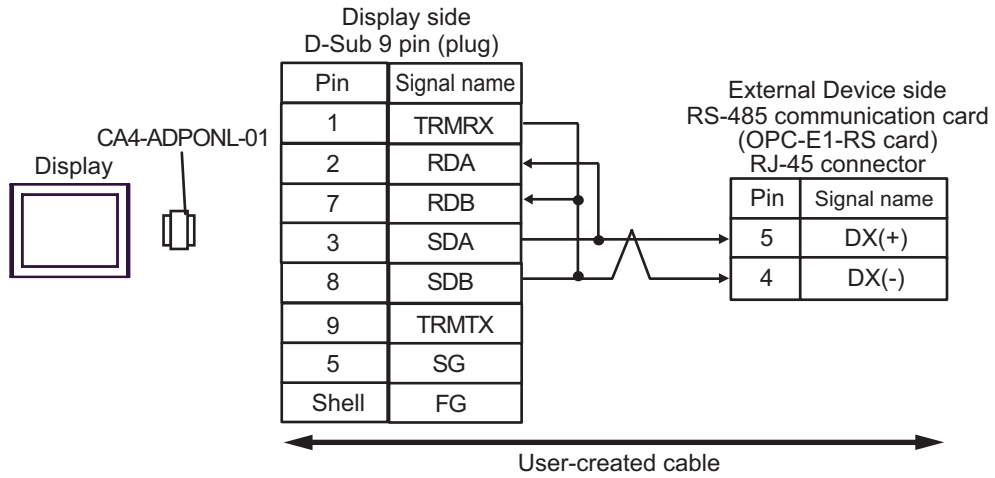 Display side
D-Sub 9 pin (plug)
Pin Signal name
1 TRMRX
2 RDA
7 RDB
3 SDA
8 SDB
9 TRMTX
5 SG
Shell FG
CA4-ADPONL-01
Display
External Device side
RS-485 communication card
(OPC-E1-RS card)
RJ-45 connector
Pin Signal name
5 DX(+)
4 DX(-)
User-created cable